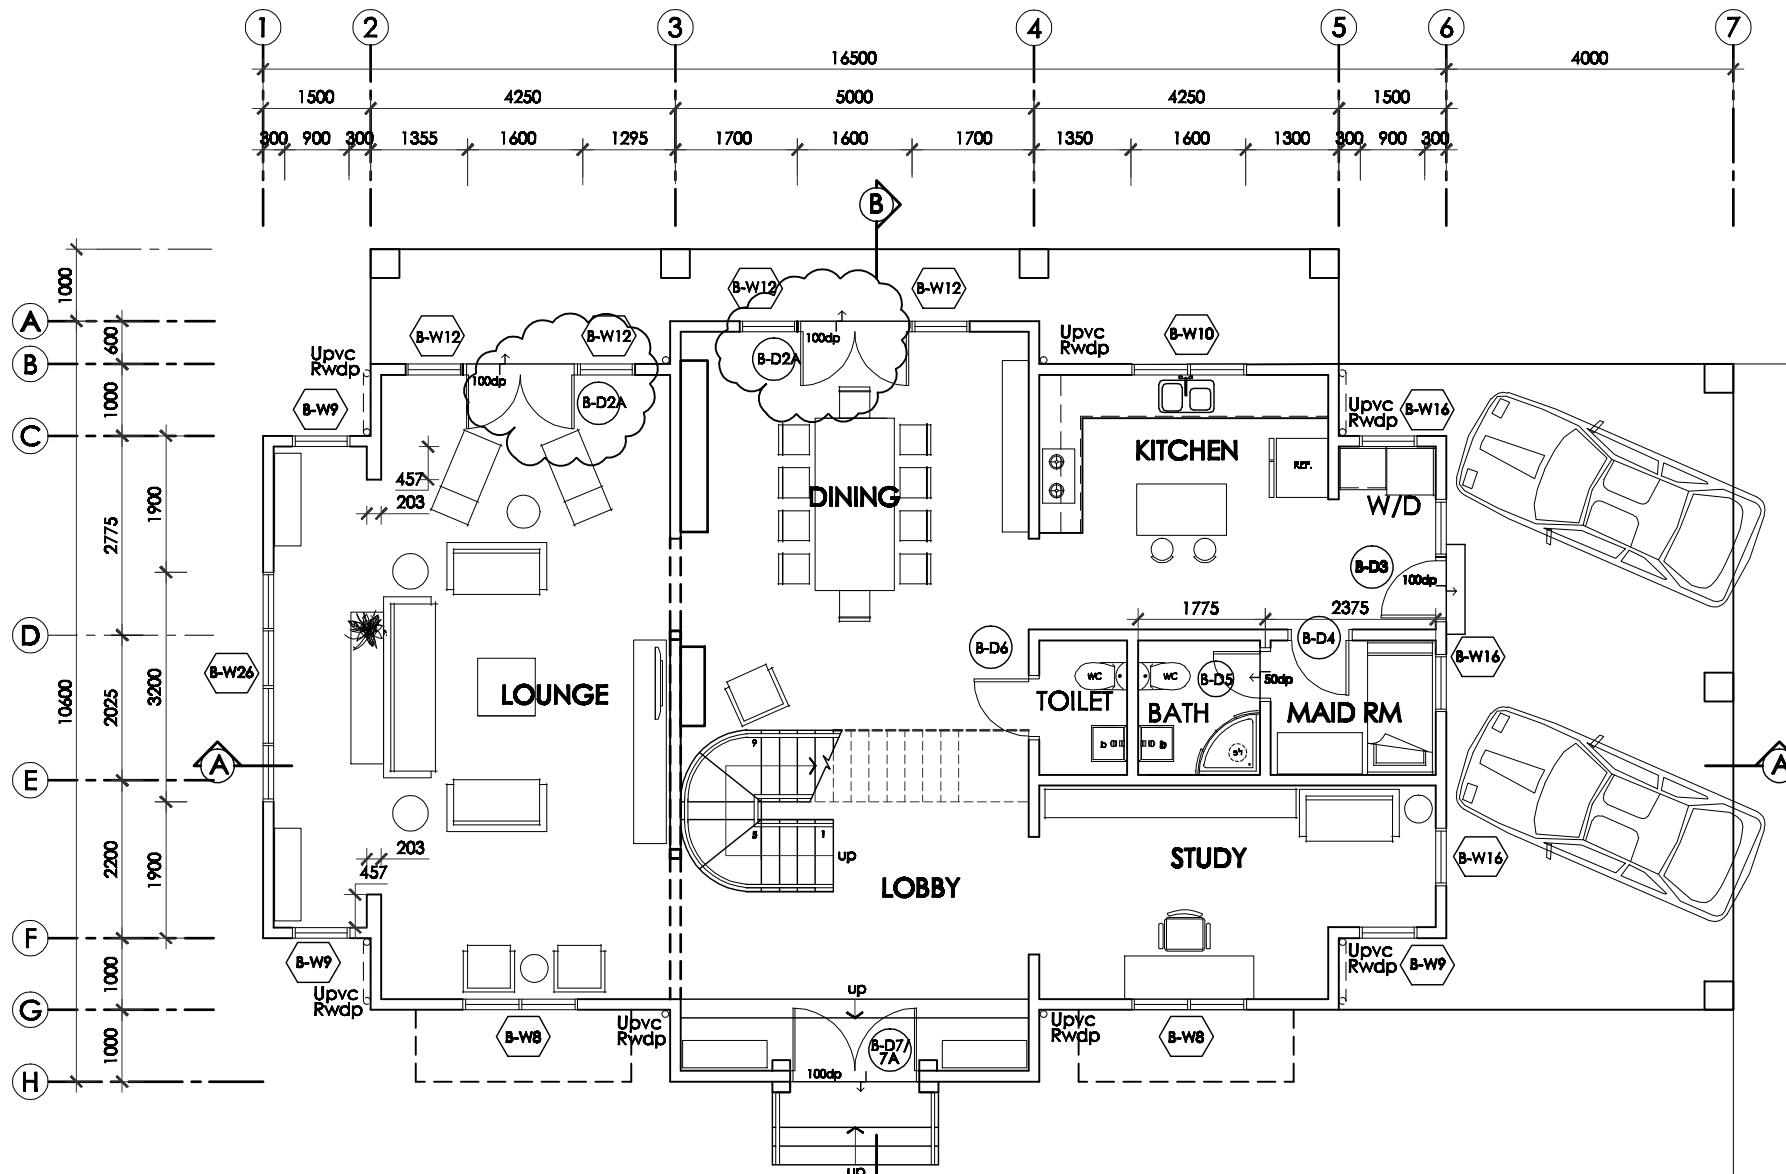 1 2 3 4 5 6 7
16500 4000
1500 4250 5000 4250 1500
300 900 300 1355 1600 1295 1700 1600 1700 1350 1600 1300 300 900 300
B
1000
A
600
B-W12 B-W12
B-W12 B-W12 B-W10
Upvc
Rwdp
100dp
B
Upvc
Rwdp
B-D2A
100dp
B-D2A
1000
B-W9
Upvc
Rwdp
B-W16
C
457
203
KITCHEN
REF.
DINING
W/D
1900
2775
B-D3
100dp
1775 2375
D
B-D6
B-D4
B-W16
B-W26
10600
2025
3200
LOUNGE
WC WC
B-D5
50dp
TOILET
BATH
MAID RM
b b
SH
9
A A
E
5 1
up
2200
1900
203
457
LOBBY
STUDY
B-W16
F
B-W9
Upvc
Rwdp
B-W9
1000
Upvc
Rwdp
up
G
B-W8
Upvc
Rwdp
B-D7/
7A
Upvc
Rwdp
B-W8
1000
100dp
H
up